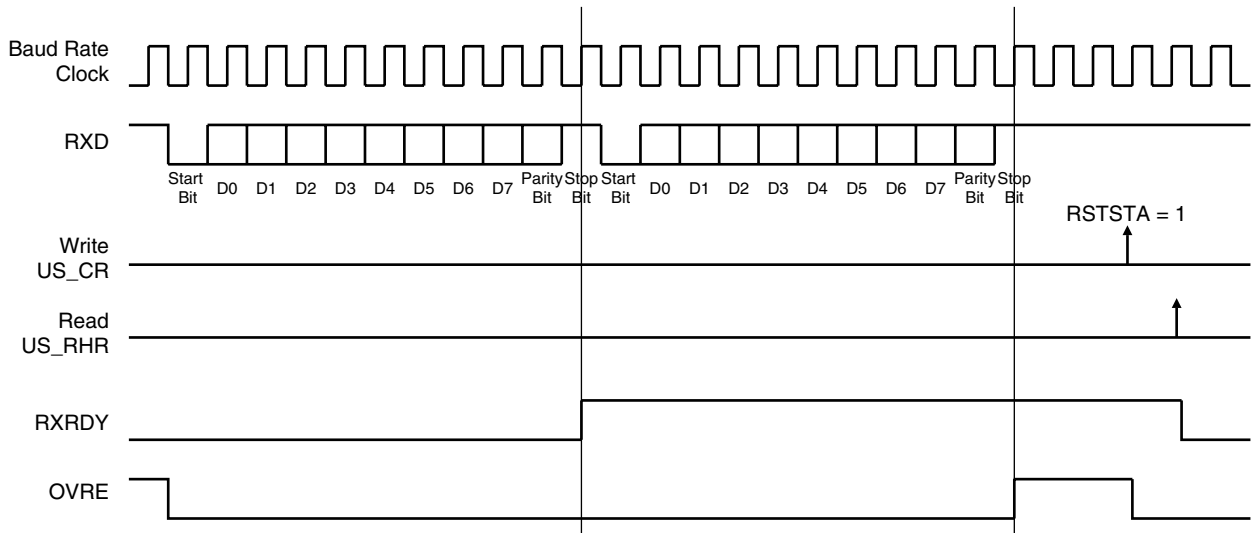 Baud Rate
Clock
RXD
Start
Bit
D0
D1
D2
D3
D4
D5
D6
D7
Parity
Bit
Stop
Bit
Start
Bit
D0
D1
D2
D3
D4
D5
D6
D7
Parity
Bit
Stop
Bit
RSTSTA = 1
Write
US_CR
Read
US_RHR
RXRDY
OVRE